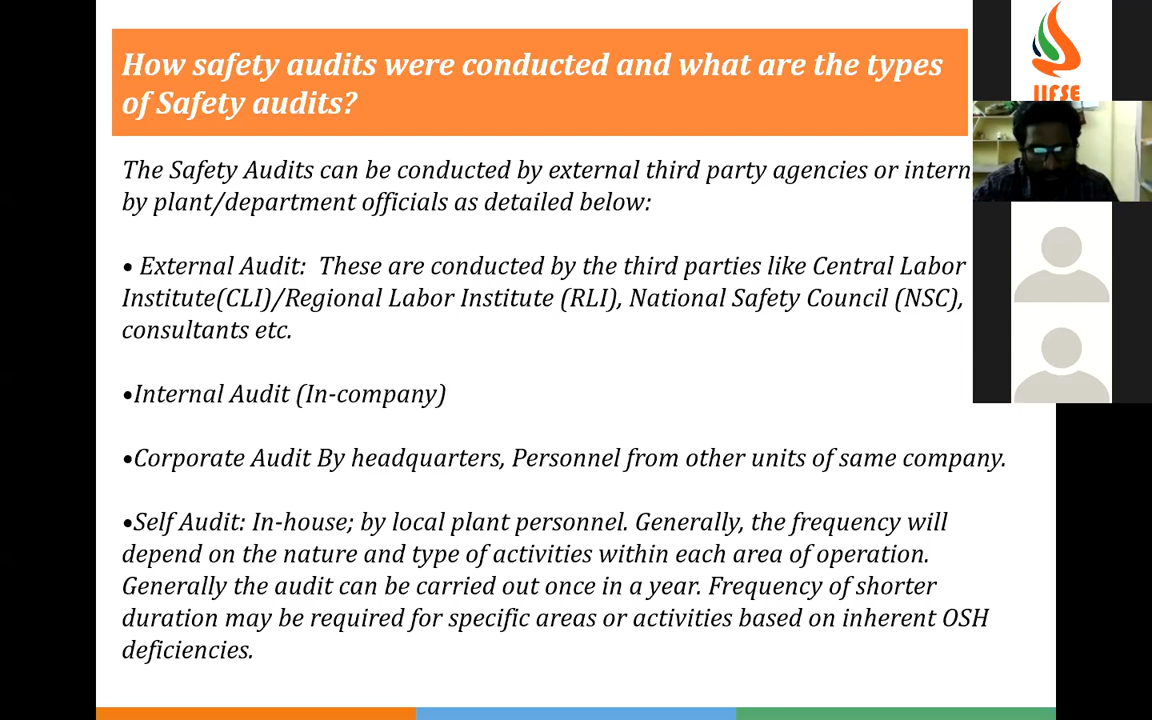 How safety audits were conducted and what are the types
of Safety audits?
IIFSE
The Safety Audits can be conducted by external third party agencies or intern
by plant/department officials as detailed below:
• External Audit: These are conducted by the third parties like Central Labor
Institute(CLI)/Regional Labor Institute (RLI), National Safety Council (NSC),
consultants etc.
•Internal Audit (In-company)
•Corporate Audit By headquarters, Personnel from other units of same company.
•Self Audit: In-house; by local plant personnel. Generally, the frequency will
depend on the nature and type of activities within each area of operation.
Generally the audit can be carried out once in a year. Frequency of shorter
duration may be required for specific areas or activities based on inherent OSH
deficiencies.